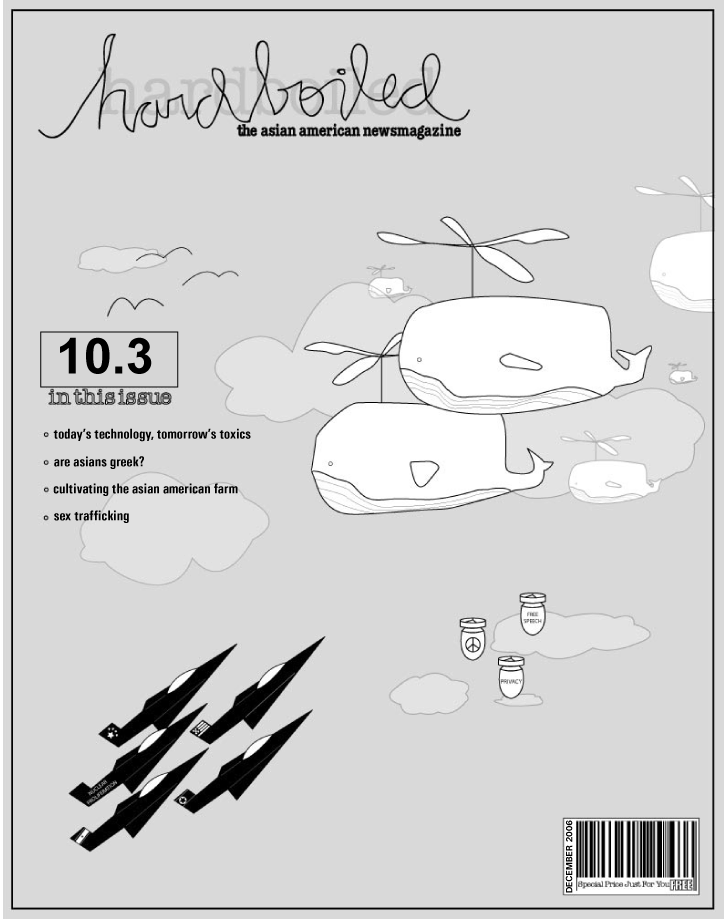 hardboiled
hardboiled
the asian american newsmagazine
10.3
in this issue
today's technology, tomorrow's toxics
are asians greek?
cultivating the asian american farm
sex trafficking
FREE
SPEECH
PRIVACY
NUCLEAR
PROLIFERATION
DECEMBER 2006
Special Price Just For You FREE